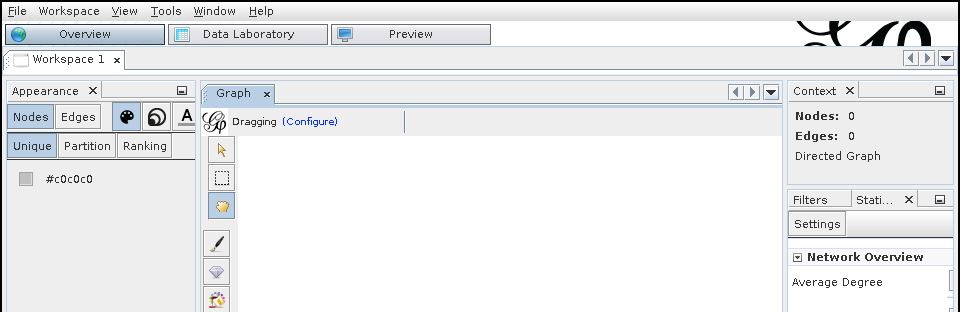 File Workspace View Tools Window Help
Overview Data Laboratory Preview
Workspace 1
Appearance
Nodes Edges A
Unique Partition Ranking
#c0c0c0
Graph
Dragging (Configure)
Context
Nodes: 0
Edges: 0
Directed Graph
Filters Stati...
Settings
Network Overview
Average Degree